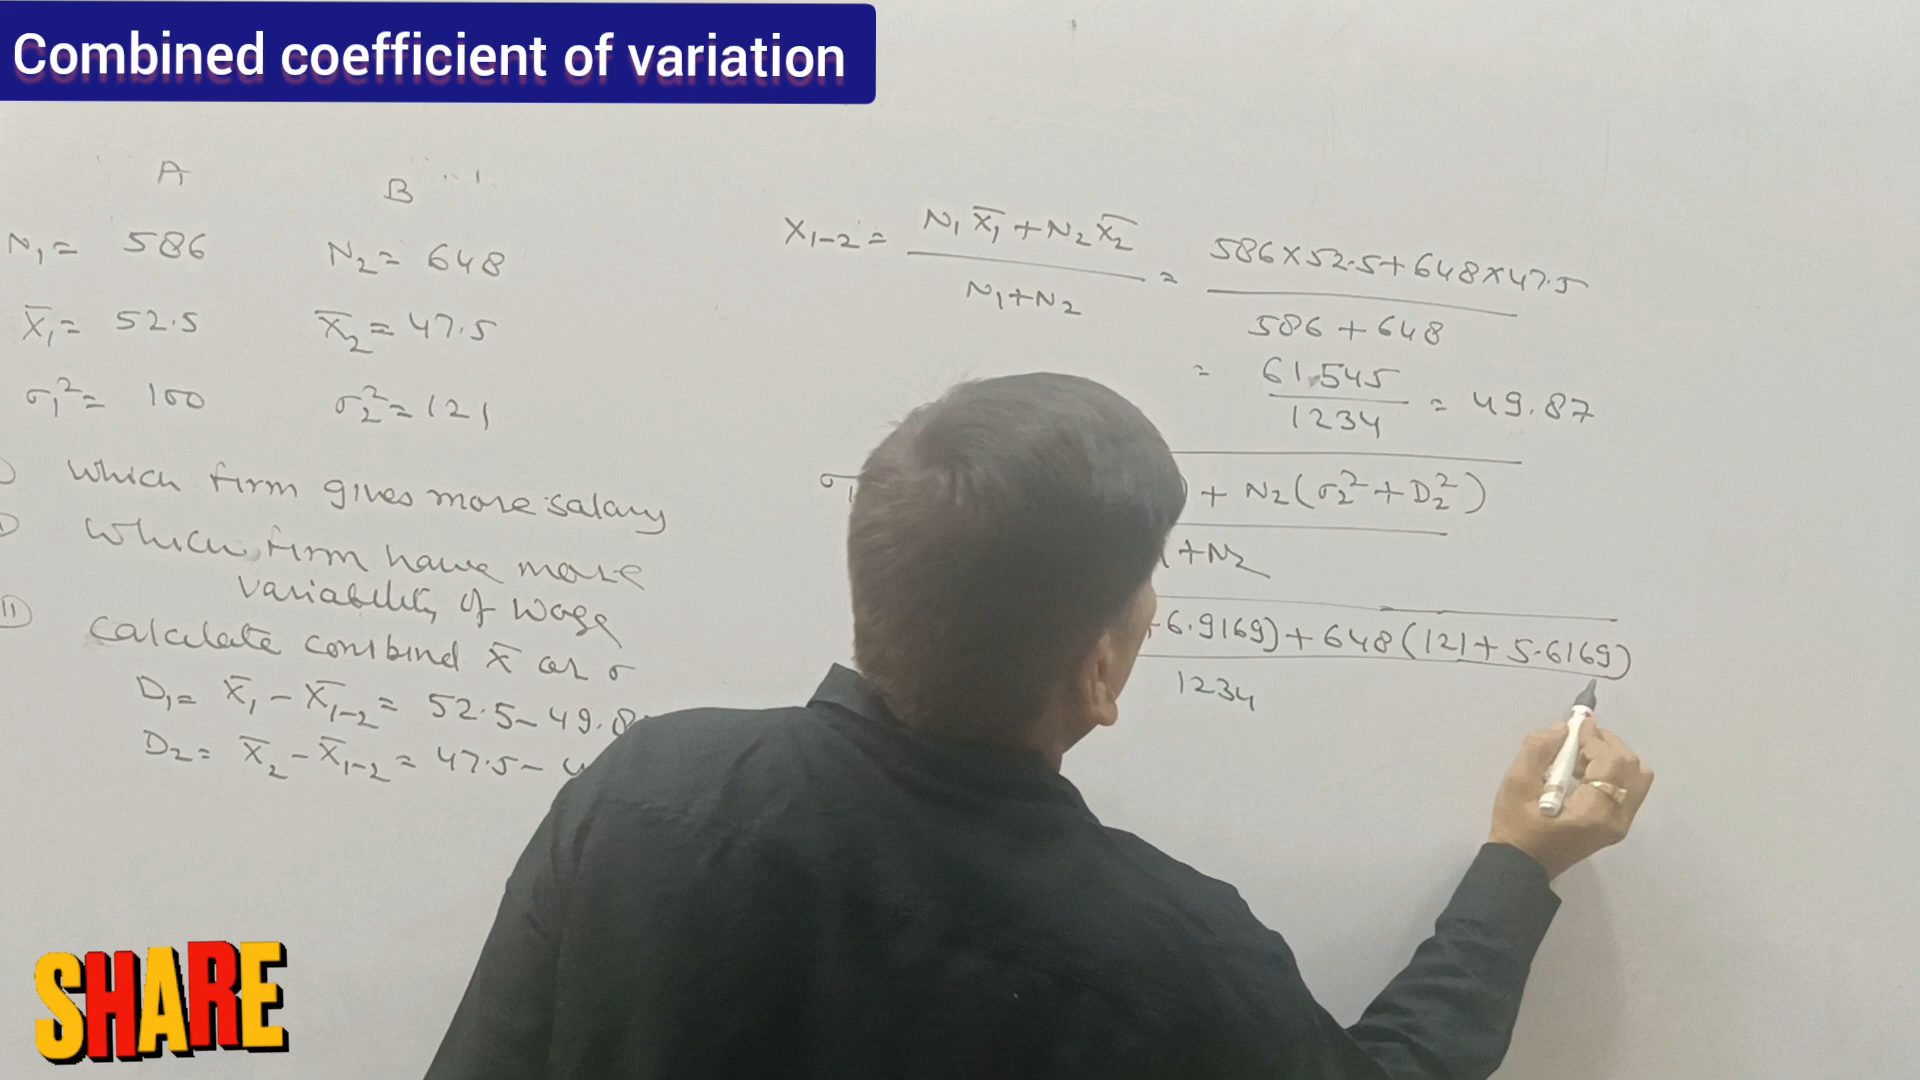 Combined coefficient of variation
A B
N₁ = 586 N₂ = 648
X̄₁ = 52.5 X̄₂ = 47.5
σ₁² = 100 σ₂² = 121
which firm gives more salary
which firm have more
variability of wage
III calculate combind x̄ or σ
D₁ = X̄₁ - X̄₁₋₂ = 52.5 - 49.8
D₂ = X̄₂ - X̄₁₋₂ = 47.5 -
X₁₋₂ = N₁X̄₁ + N₂X̄₂ = 586×52.5+648×47.5
N₁+N₂ 586 + 648
= 61,545 = 49.87
1234
σ ) + N₂(σ₂² + D₂²)
+N₂
6.9169) + 648 (121 + 5.6169)
1234
SHARE